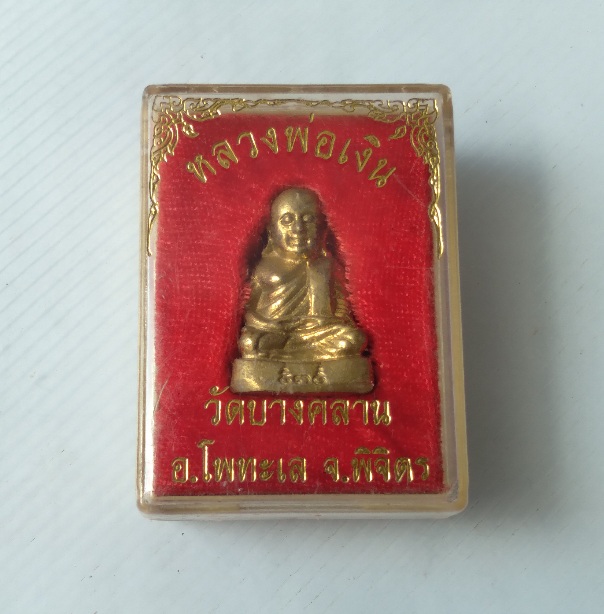 หลวงพ่อเงิน
วัดบางคลาน
อ.โพทะเล จ.พิจิตร